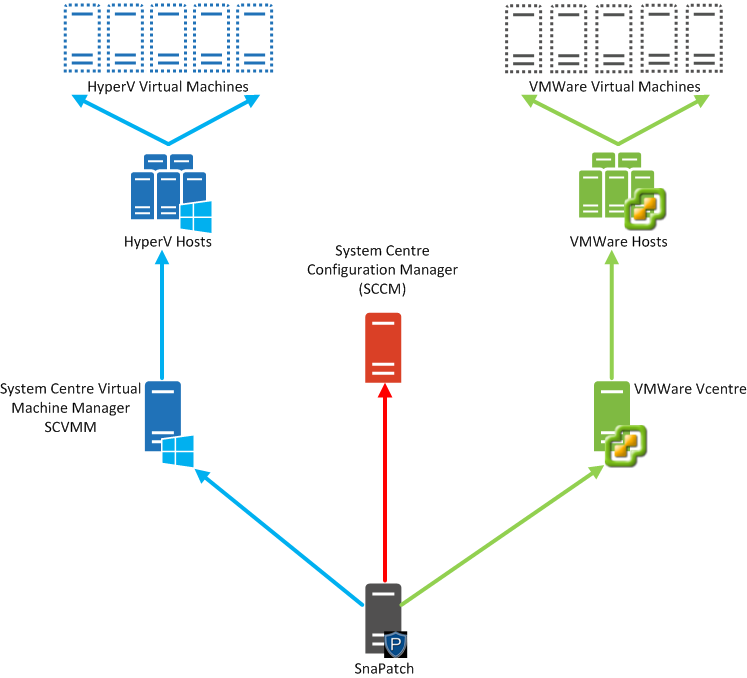 HyperV Virtual Machines
VMWare Virtual Machines
HyperV Hosts
VMWare Hosts
System Centre
Configuration Manager
(SCCM)
System Centre Virtual
Machine Manager
SCVMM
VMWare Vcentre
P
SnaPatch